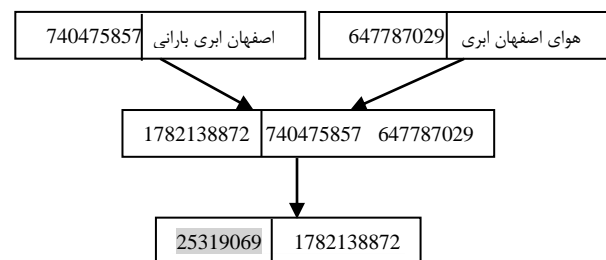 740475857 اصفهان ابری بارانی
647787029 هوای اصفهان ابری
1782138872 740475857 647787029
25319069 1782138872